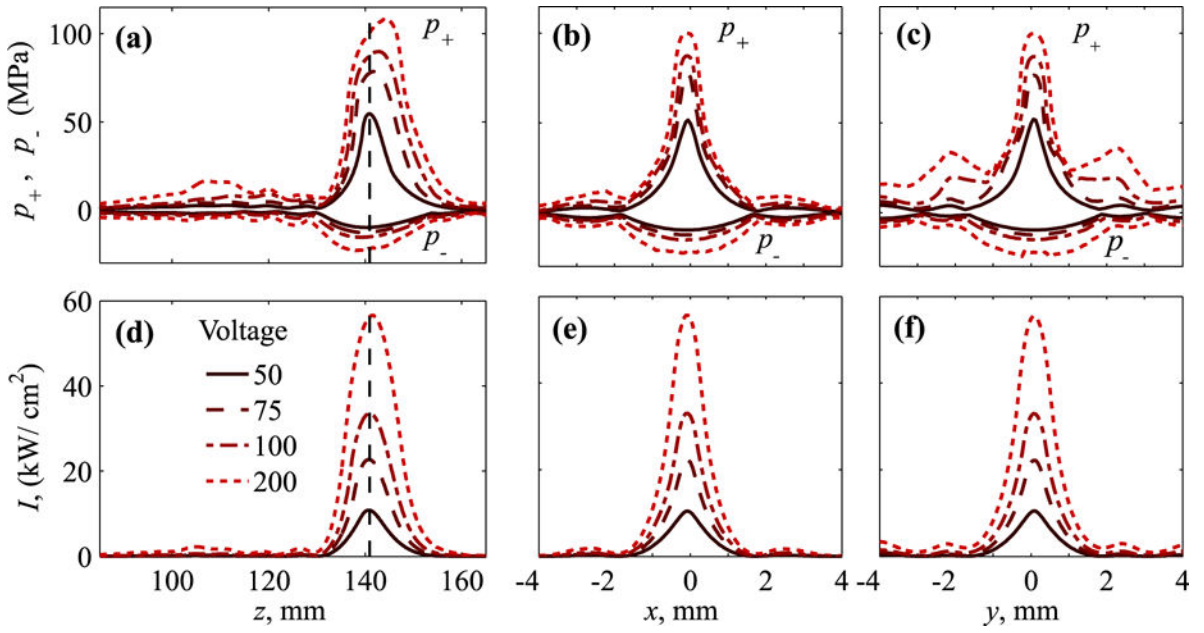 (a) p₊ (b) p₊ (c) p₊
p₊ , p₋ (MPa)
100
50
0
p₋ p₋ p₋
(d) (e) (f)
I, (kW/ cm²)
60
40
20
0
Voltage
50
75
100
200
100 120 140 160 -4 -2 0 2 4 -4 -2 0 2 4
z, mm x, mm y, mm